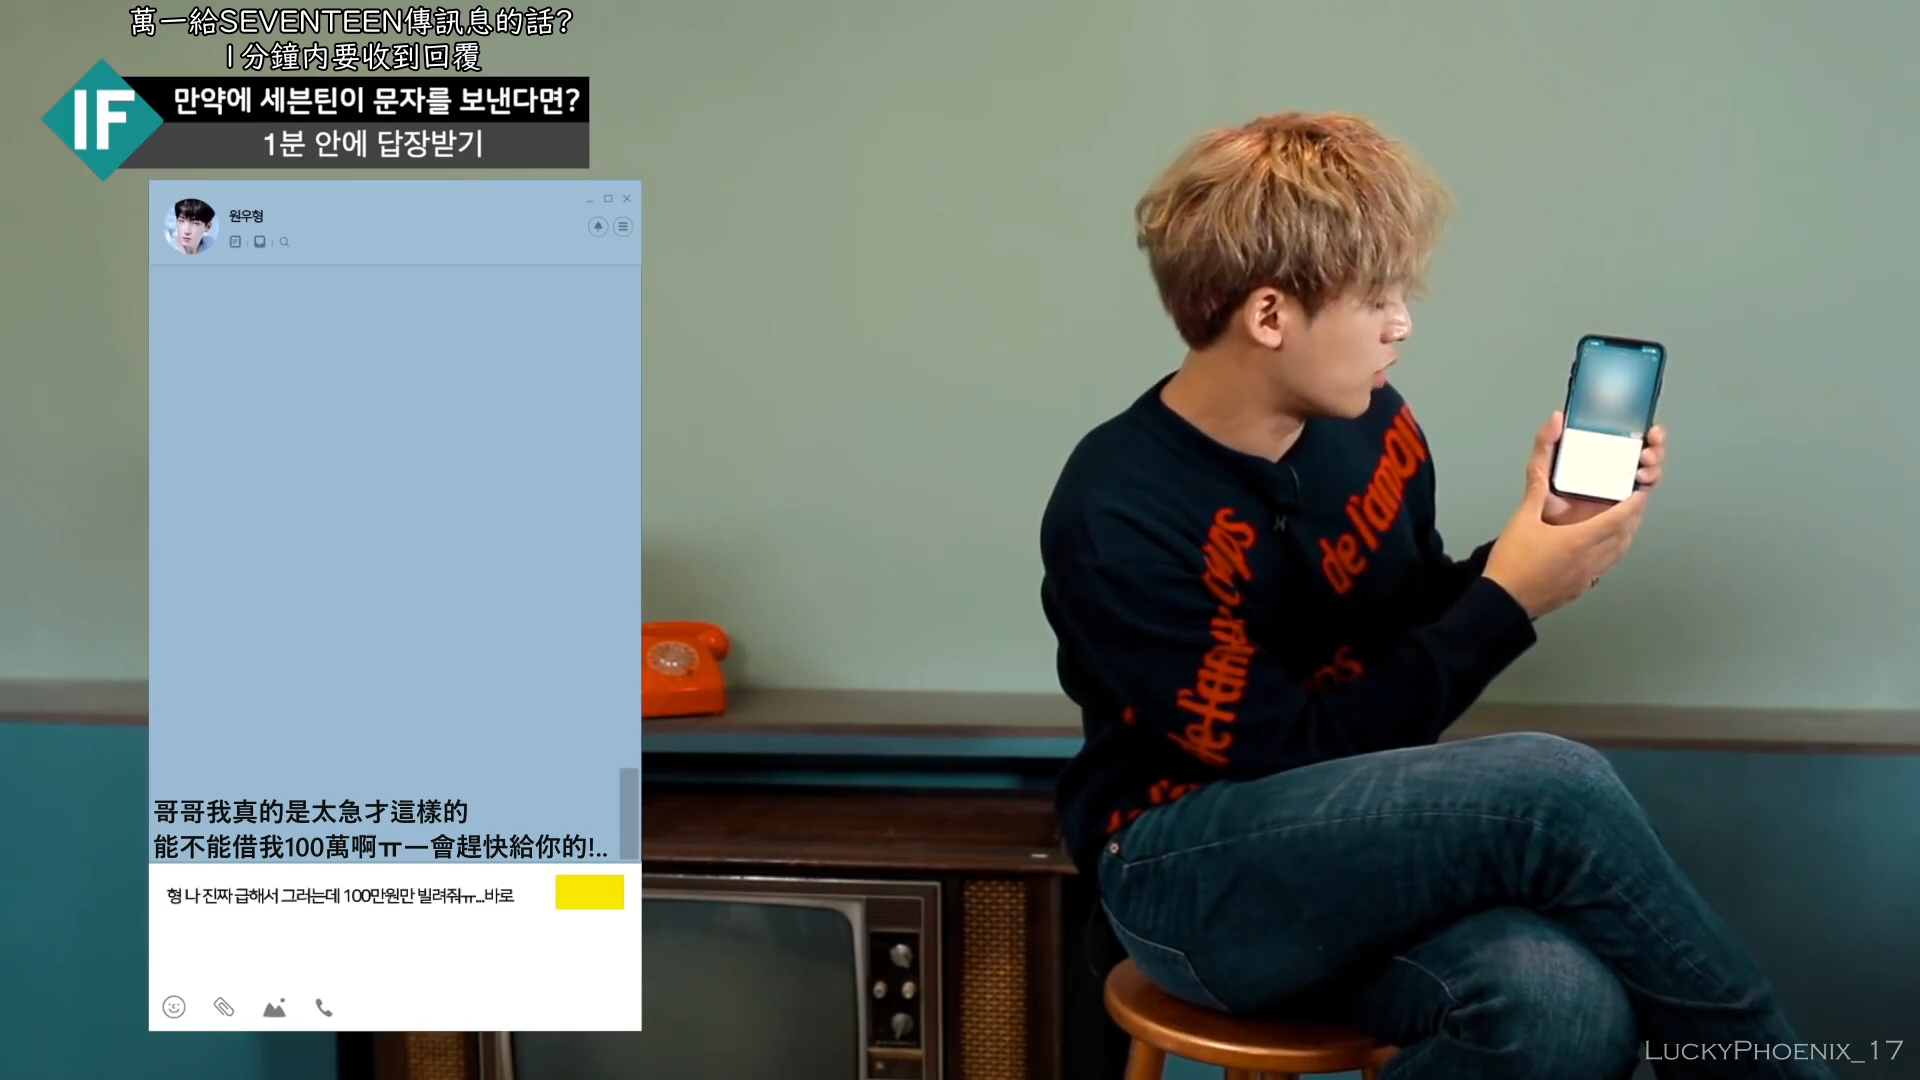 萬一給SEVENTEEN傳訊息的話?
1分鐘内要收到回覆
IF
만약에 세븐틴이 문자를 보낸다면?
1분 안에 답장받기
원우형
哥哥我真的是太急才這樣的
能不能借我100萬啊ㅠ一會趕快給你的!..
형 나 진짜 급해서 그러는데 100만원만 빌려줘ㅠ...바로
de l'amour
LUCKYPHOENIX_17